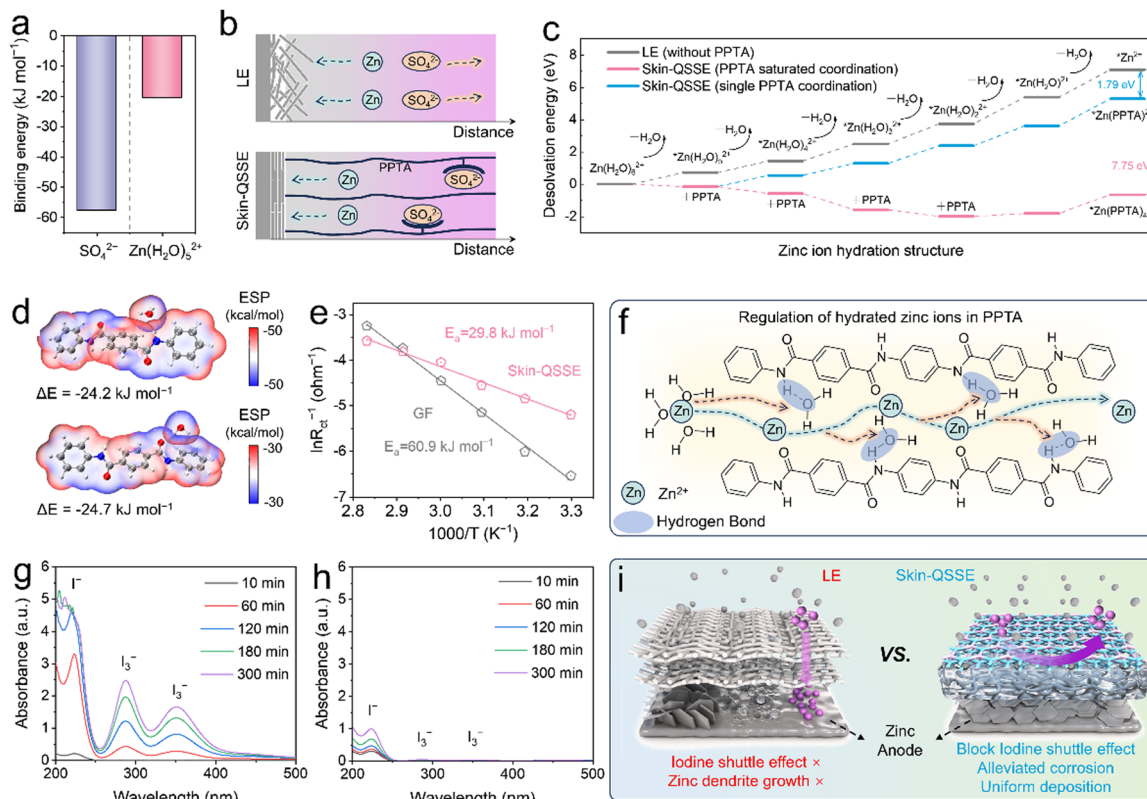 a
Binding energy (kJ mol⁻¹)
0
-10
-20
-30
-40
-50
-60
SO₄²⁻
Zn(H₂O)₅²⁺
b
LE
Zn
SO₄²⁻
Zn
SO₄²⁻
Distance
Skin-QSSE
PPTA
Zn
SO₄²⁻
Zn
SO₄²⁻
Distance
c
Desolvation energy (eV)
8
6
4
2
0
-2
LE (without PPTA)
Skin-QSSE (PPTA saturated coordination)
Skin-QSSE (single PPTA coordination)
Zn(H₂O)₆²⁻
−H₂O
*Zn(H₂O)₅²⁺
−H₂O
*Zn(H₂O)₄²⁻
−H₂O
*Zn(H₂O)₃²⁺
−H₂O
*Zn(H₂O)₂²⁻
−H₂O
*Zn(H₂O)²⁺
−H₂O
*Zn²⁻
1.79 eV
*Zn(PPTA)²
7.75 eV
+PPTA
+PPTA
+PPTA
+PPTA
*Zn(PPTA)₄
Zinc ion hydration structure
d
ESP
(kcal/mol)
-50
-50
ΔE = -24.2 kJ mol⁻¹
ESP
(kcal/mol)
-30
-30
ΔE = -24.7 kJ mol⁻¹
e
lnR꜀ₜ⁻¹ (ohm⁻¹)
-3
-4
-5
-6
-7
Eₐ=29.8 kJ mol⁻¹
Skin-QSSE
GF
Eₐ=60.9 kJ mol⁻¹
2.8 2.9 3.0 3.1 3.2 3.3
1000/T (K⁻¹)
f
Regulation of hydrated zinc ions in PPTA
Zn
Zn
Zn
Zn
Zn
Zn
Zn²⁺
Hydrogen Bond
g
Absorbance (a.u.)
6
5
4
3
2
1
0
I⁻
I₃⁻
I₃⁻
10 min
60 min
120 min
180 min
300 min
200 300 400 500
Wavelength (nm)
h
Absorbance (a.u.)
6
5
4
3
2
1
0
I⁻
I₃⁻
I₃⁻
10 min
60 min
120 min
180 min
300 min
200 300 400 500
Wavelength (nm)
i
LE
Skin-QSSE
VS.
Zinc
Anode
Iodine shuttle effect ×
Zinc dendrite growth ×
Block Iodine shuttle effect
Alleviated corrosion
Uniform deposition